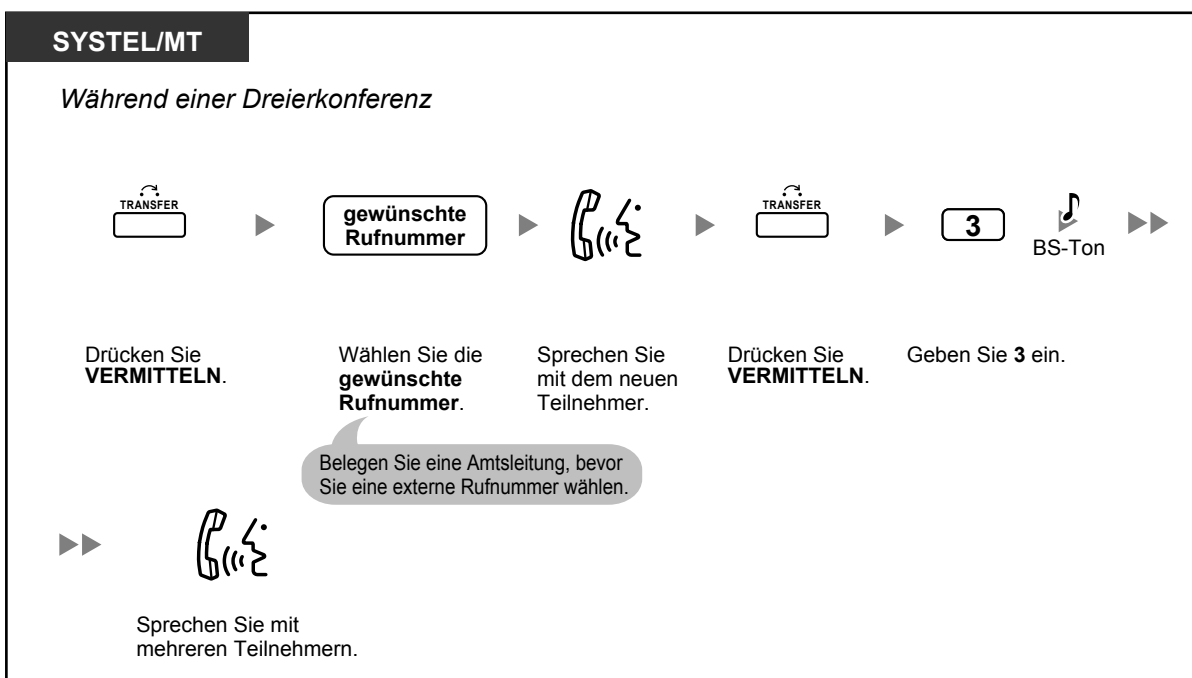 SYSTEL/MT
Während einer Dreierkonferenz
TRANSFER
gewünschte
Rufnummer
TRANSFER
3
BS-Ton
Drücken Sie
VERMITTELN.
Wählen Sie die
gewünschte
Rufnummer.
Sprechen Sie
mit dem neuen
Teilnehmer.
Drücken Sie
VERMITTELN.
Geben Sie 3 ein.
Belegen Sie eine Amtsleitung, bevor
Sie eine externe Rufnummer wählen.
Sprechen Sie mit
mehreren Teilnehmern.